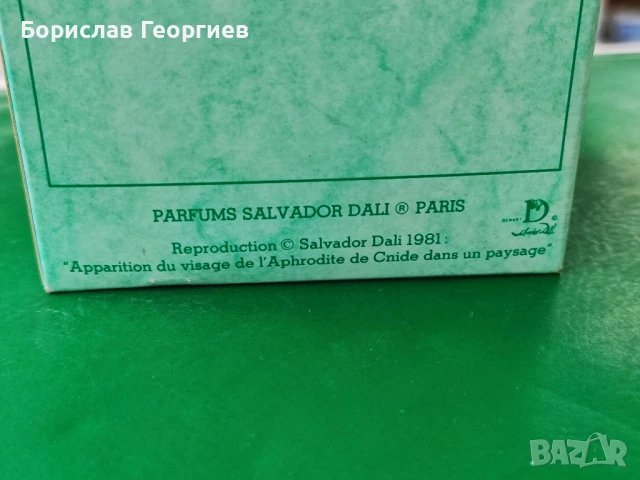 Борислав Георгиев
PARFUMS SALVADOR DALI ® PARIS
D
©
Reproduction © Salvador Dali 1981 :
"Apparition du visage de l'Aphrodite de Cnide dans un paysage"
BAZAR